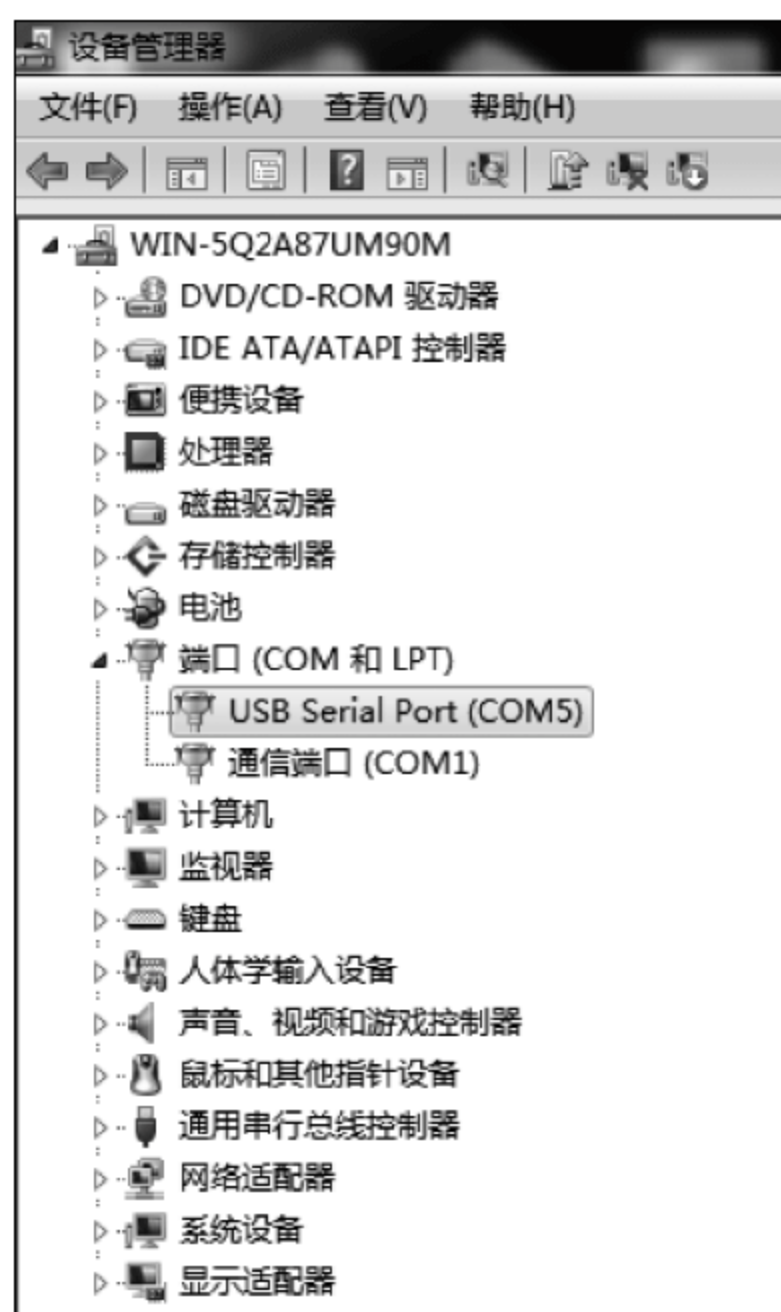 设备管理器
文件(F) 操作(A) 查看(V) 帮助(H)
WIN-5Q2A87UM90M
DVD/CD-ROM 驱动器
IDE ATA/ATAPI 控制器
便携设备
处理器
磁盘驱动器
存储控制器
电池
端口 (COM 和 LPT)
USB Serial Port (COM5)
通信端口 (COM1)
计算机
监视器
键盘
人体学输入设备
声音、视频和游戏控制器
鼠标和其他指针设备
通用串行总线控制器
网络适配器
系统设备
显示适配器